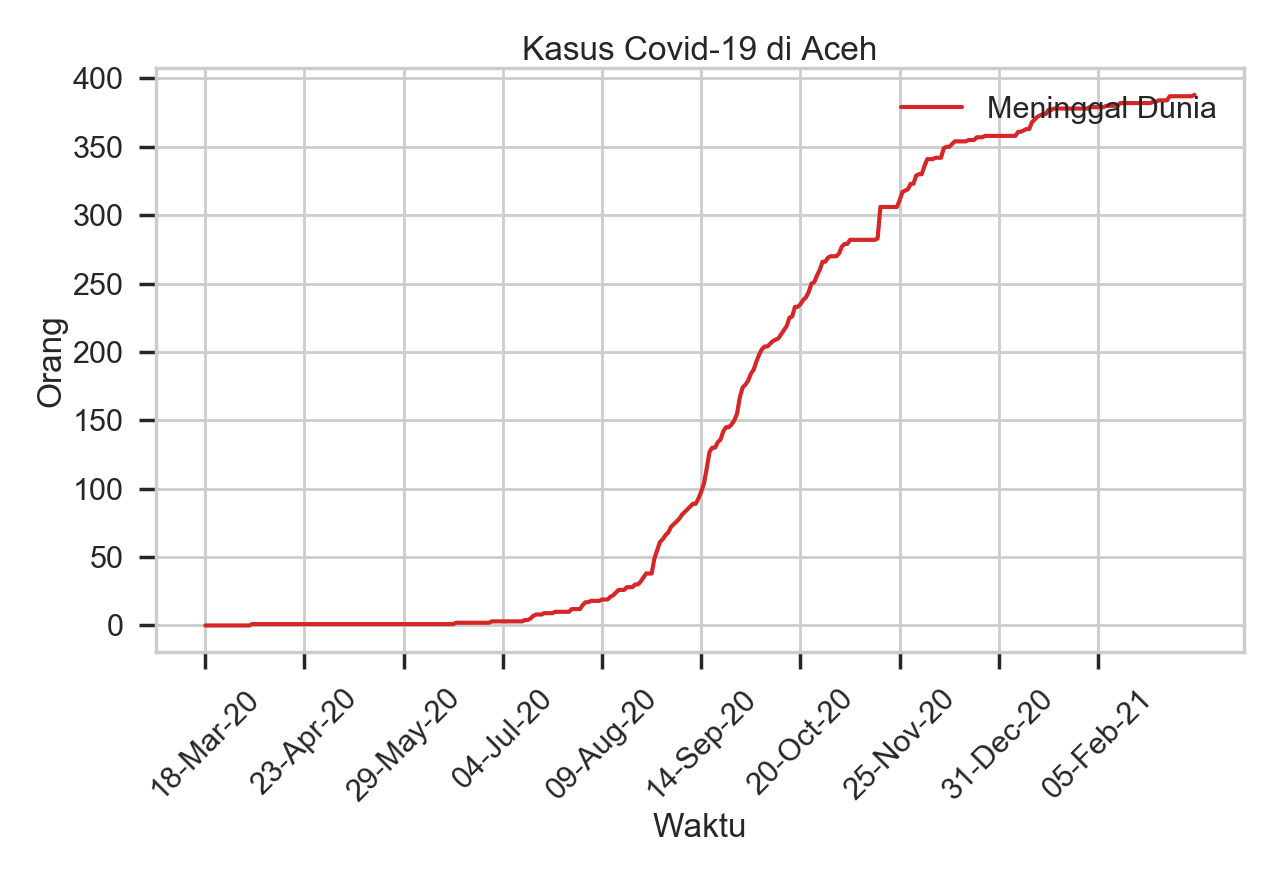 Kasus Covid-19 di Aceh
Meninggal Dunia
400
350
300
250
200
150
100
50
0
Orang
18-Mar-20
23-Apr-20
29-May-20
04-Jul-20
09-Aug-20
14-Sep-20
20-Oct-20
25-Nov-20
31-Dec-20
05-Feb-21
Waktu